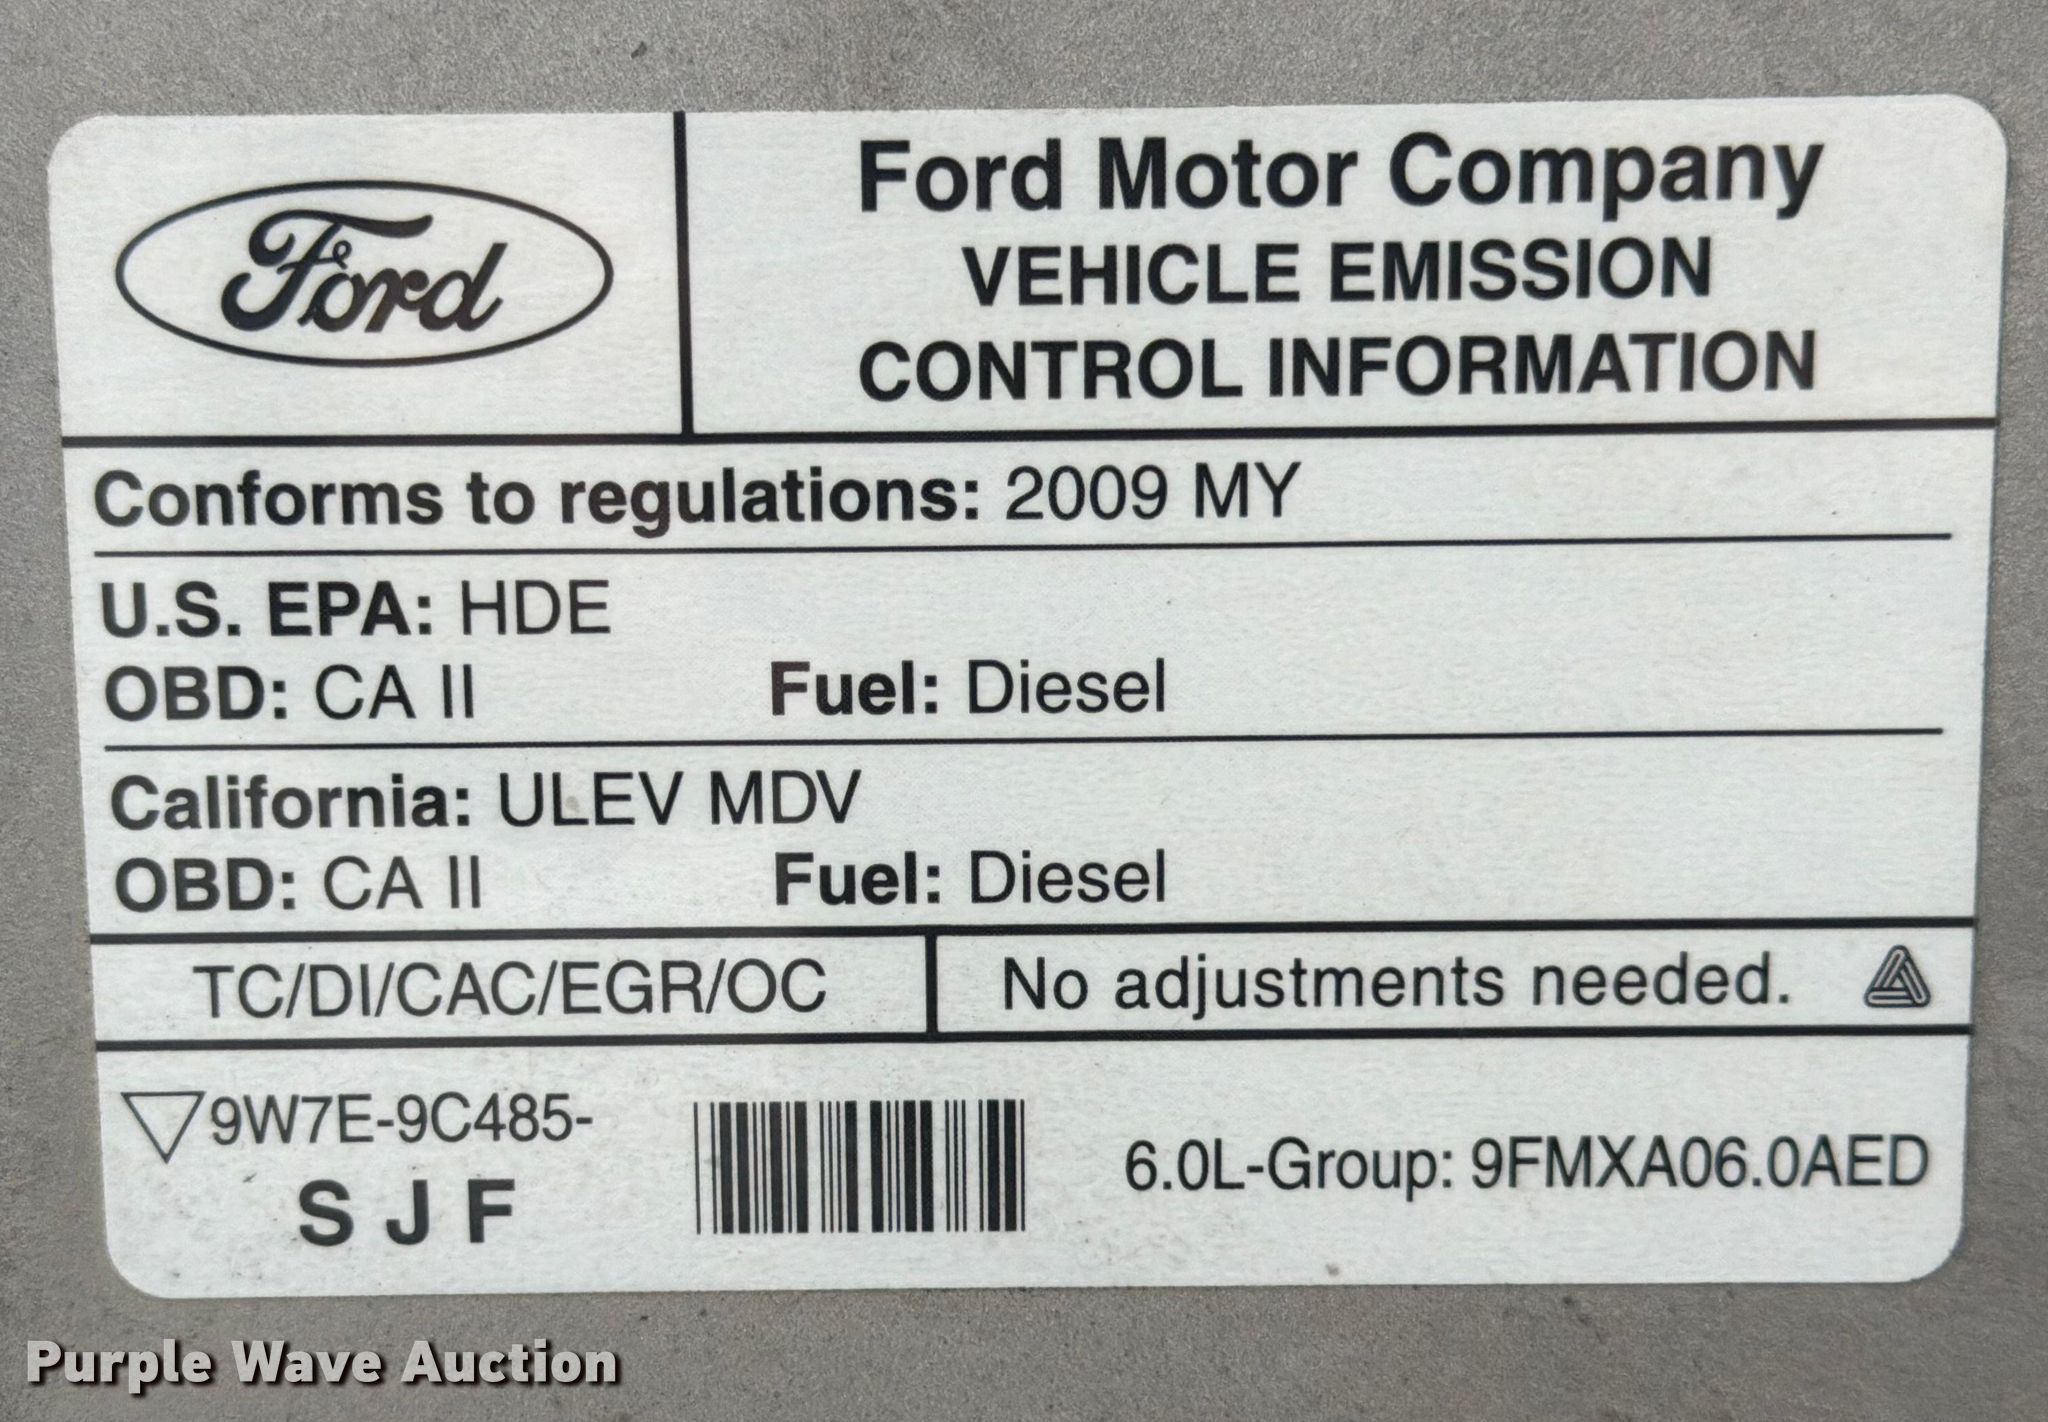 Ford
Ford Motor Company
VEHICLE EMISSION
CONTROL INFORMATION
Conforms to regulations: 2009 MY
U.S. EPA: HDE
OBD: CA II Fuel: Diesel
California: ULEV MDV
OBD: CA II Fuel: Diesel
TC/DI/CAC/EGR/OC
No adjustments needed.
9W7E-9C485-
S J F
6.0L-Group: 9FMXA06.0AED
Purple Wave Auction